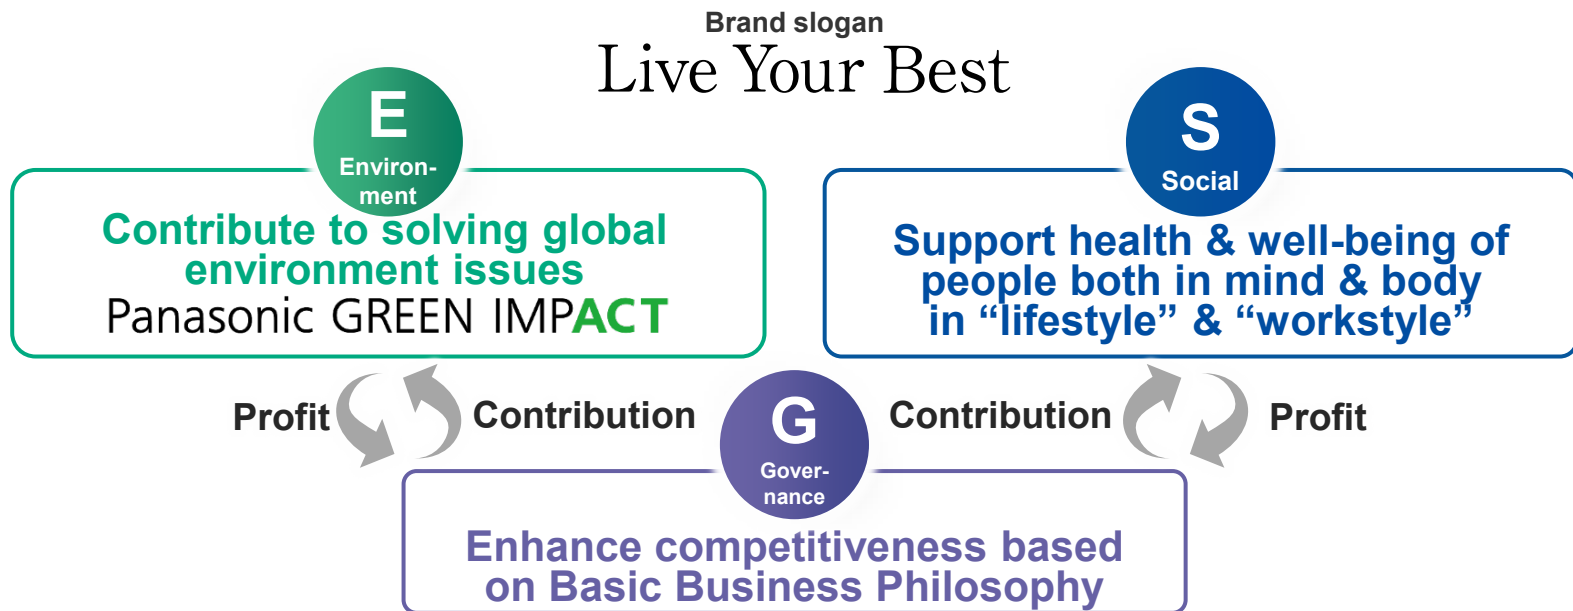 Brand slogan
Live Your Best
E
Environ-
ment
Contribute to solving global
environment issues
Panasonic GREEN IMPACT
S
Social
Support health & well-being of
people both in mind & body
in “lifestyle” & “workstyle”
Profit
Contribution
G
Gover-
nance
Contribution
Profit
Enhance competitiveness based
on Basic Business Philosophy